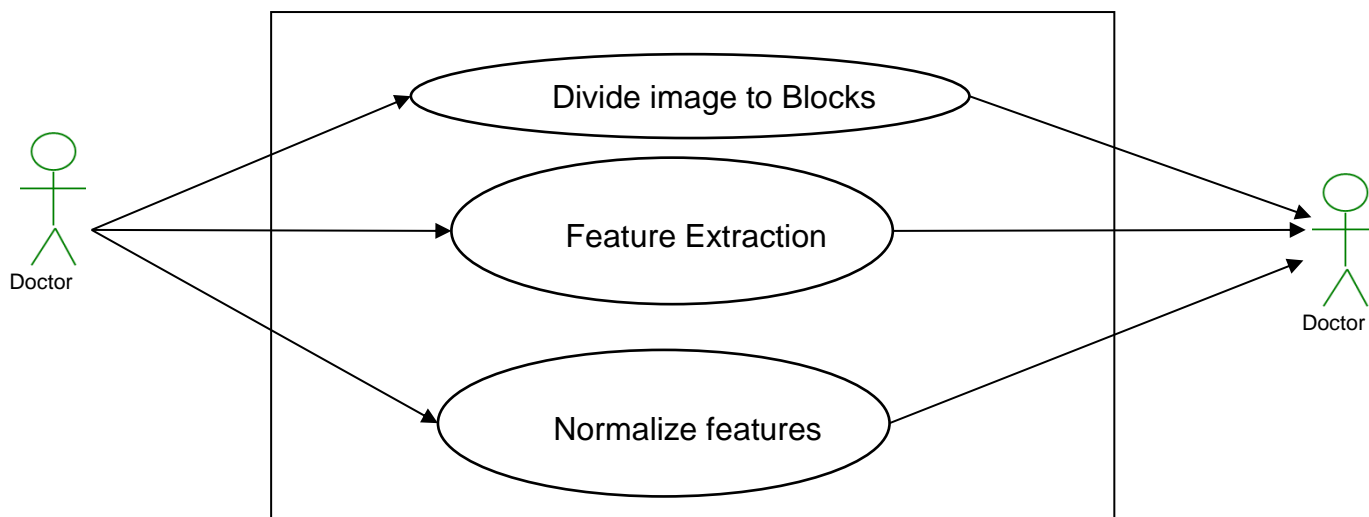 Divide image to Blocks
Feature Extraction
Doctor
Doctor
Normalize features